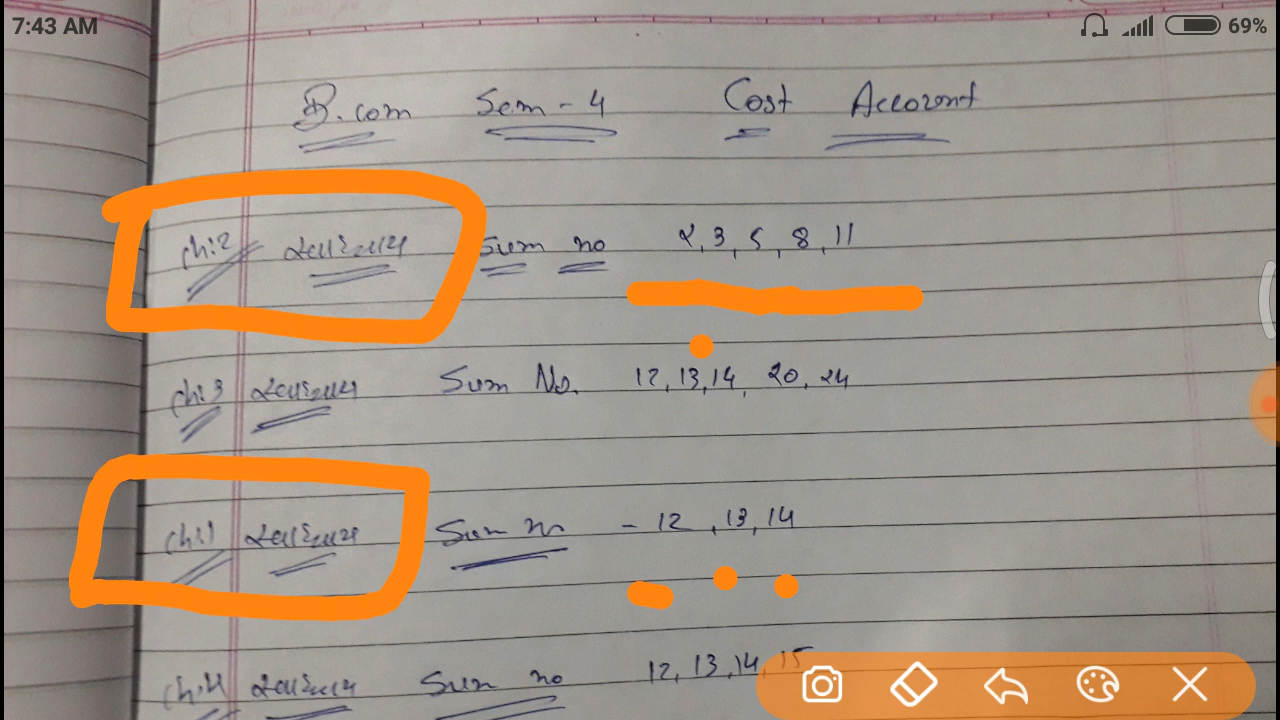 7:43 AM 69%
B.com Sem - 4 Cost Account
ch:2 સ્વાધ્યાય Sum no 2, 3, 5, 8, 11
ch:3 સ્વાધ્યાય Sum No. 12, 13, 14, 20, 24
ch:1 સ્વાધ્યાય Sum no - 12, 13, 14
ch:4 સ્વાધ્યાય Sum no 12, 13, 14, 15